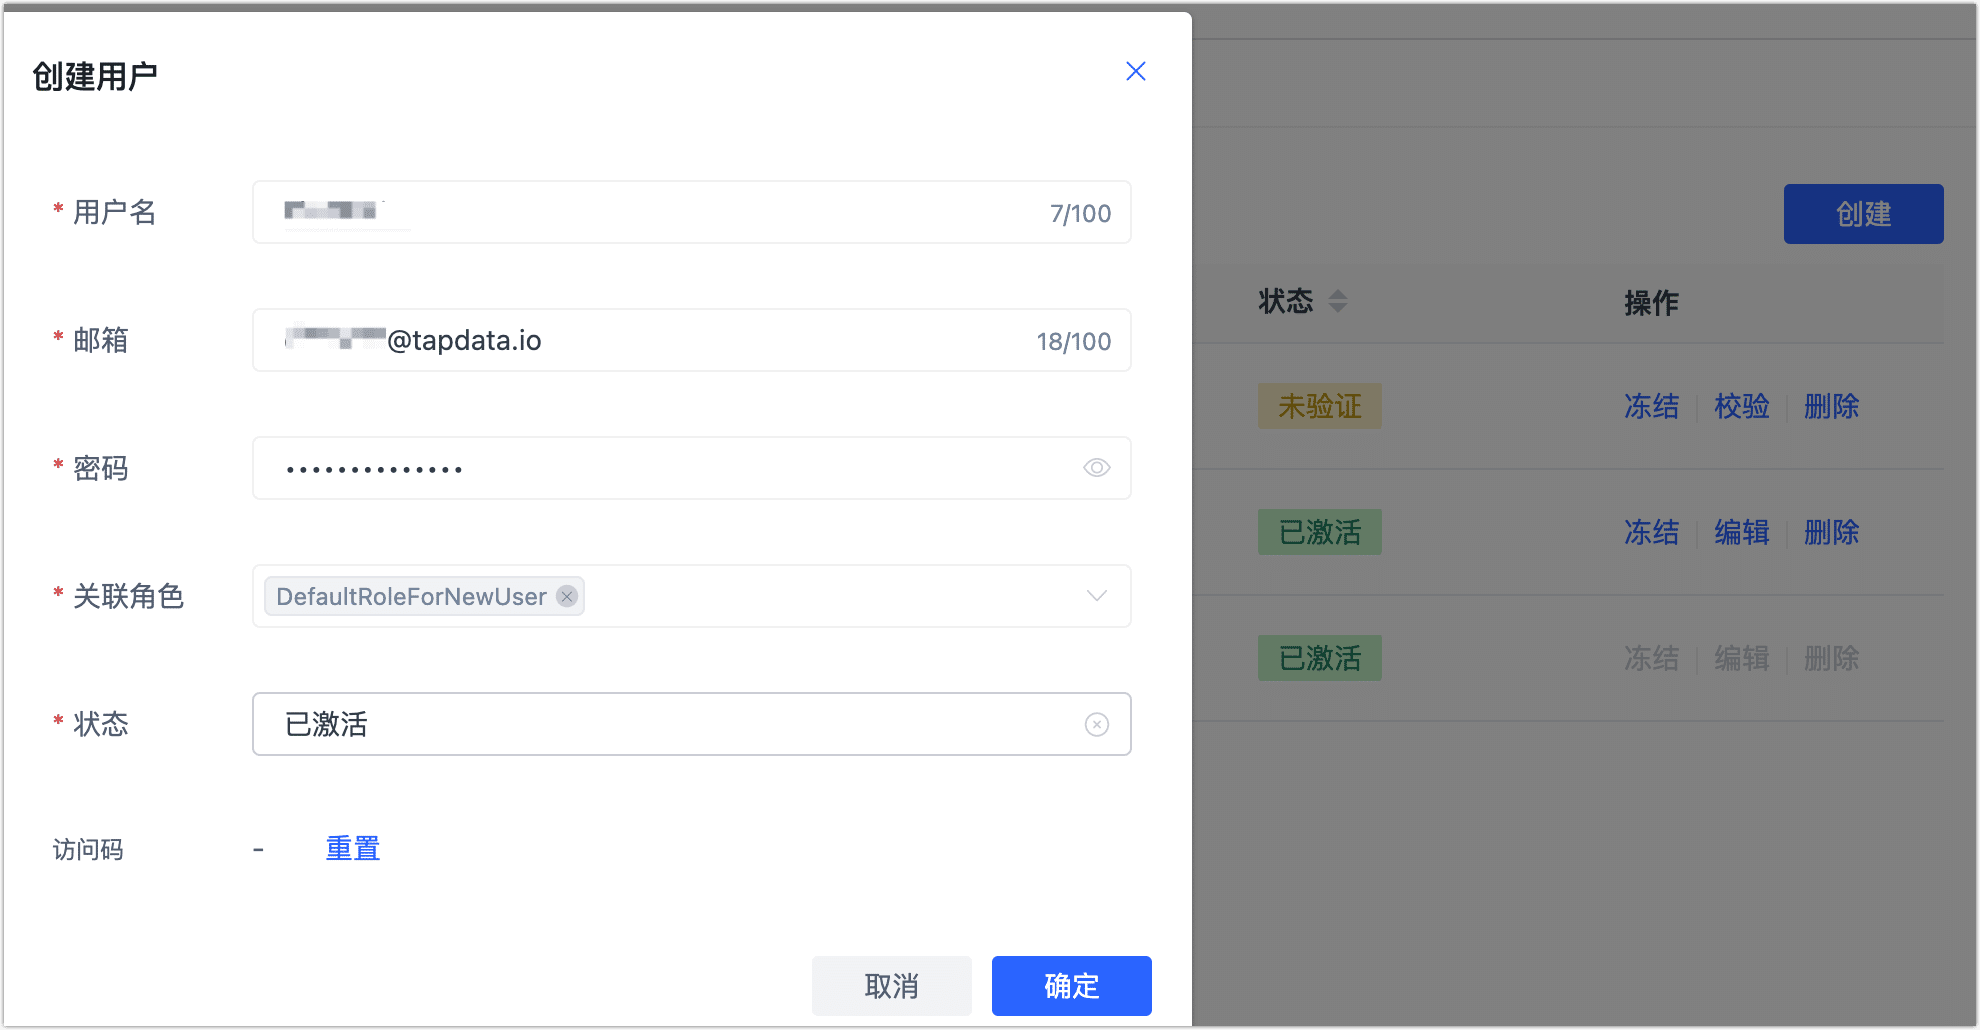 创建用户
* 用户名
7/100
* 邮箱
@tapdata.io
18/100
* 密码
••••••••••••••
* 关联角色
DefaultRoleForNewUser
* 状态
已激活
访问码
- 重置
取消 确定
创建
状态 操作
未验证 冻结 校验 删除
已激活 冻结 编辑 删除
已激活 冻结 编辑 删除